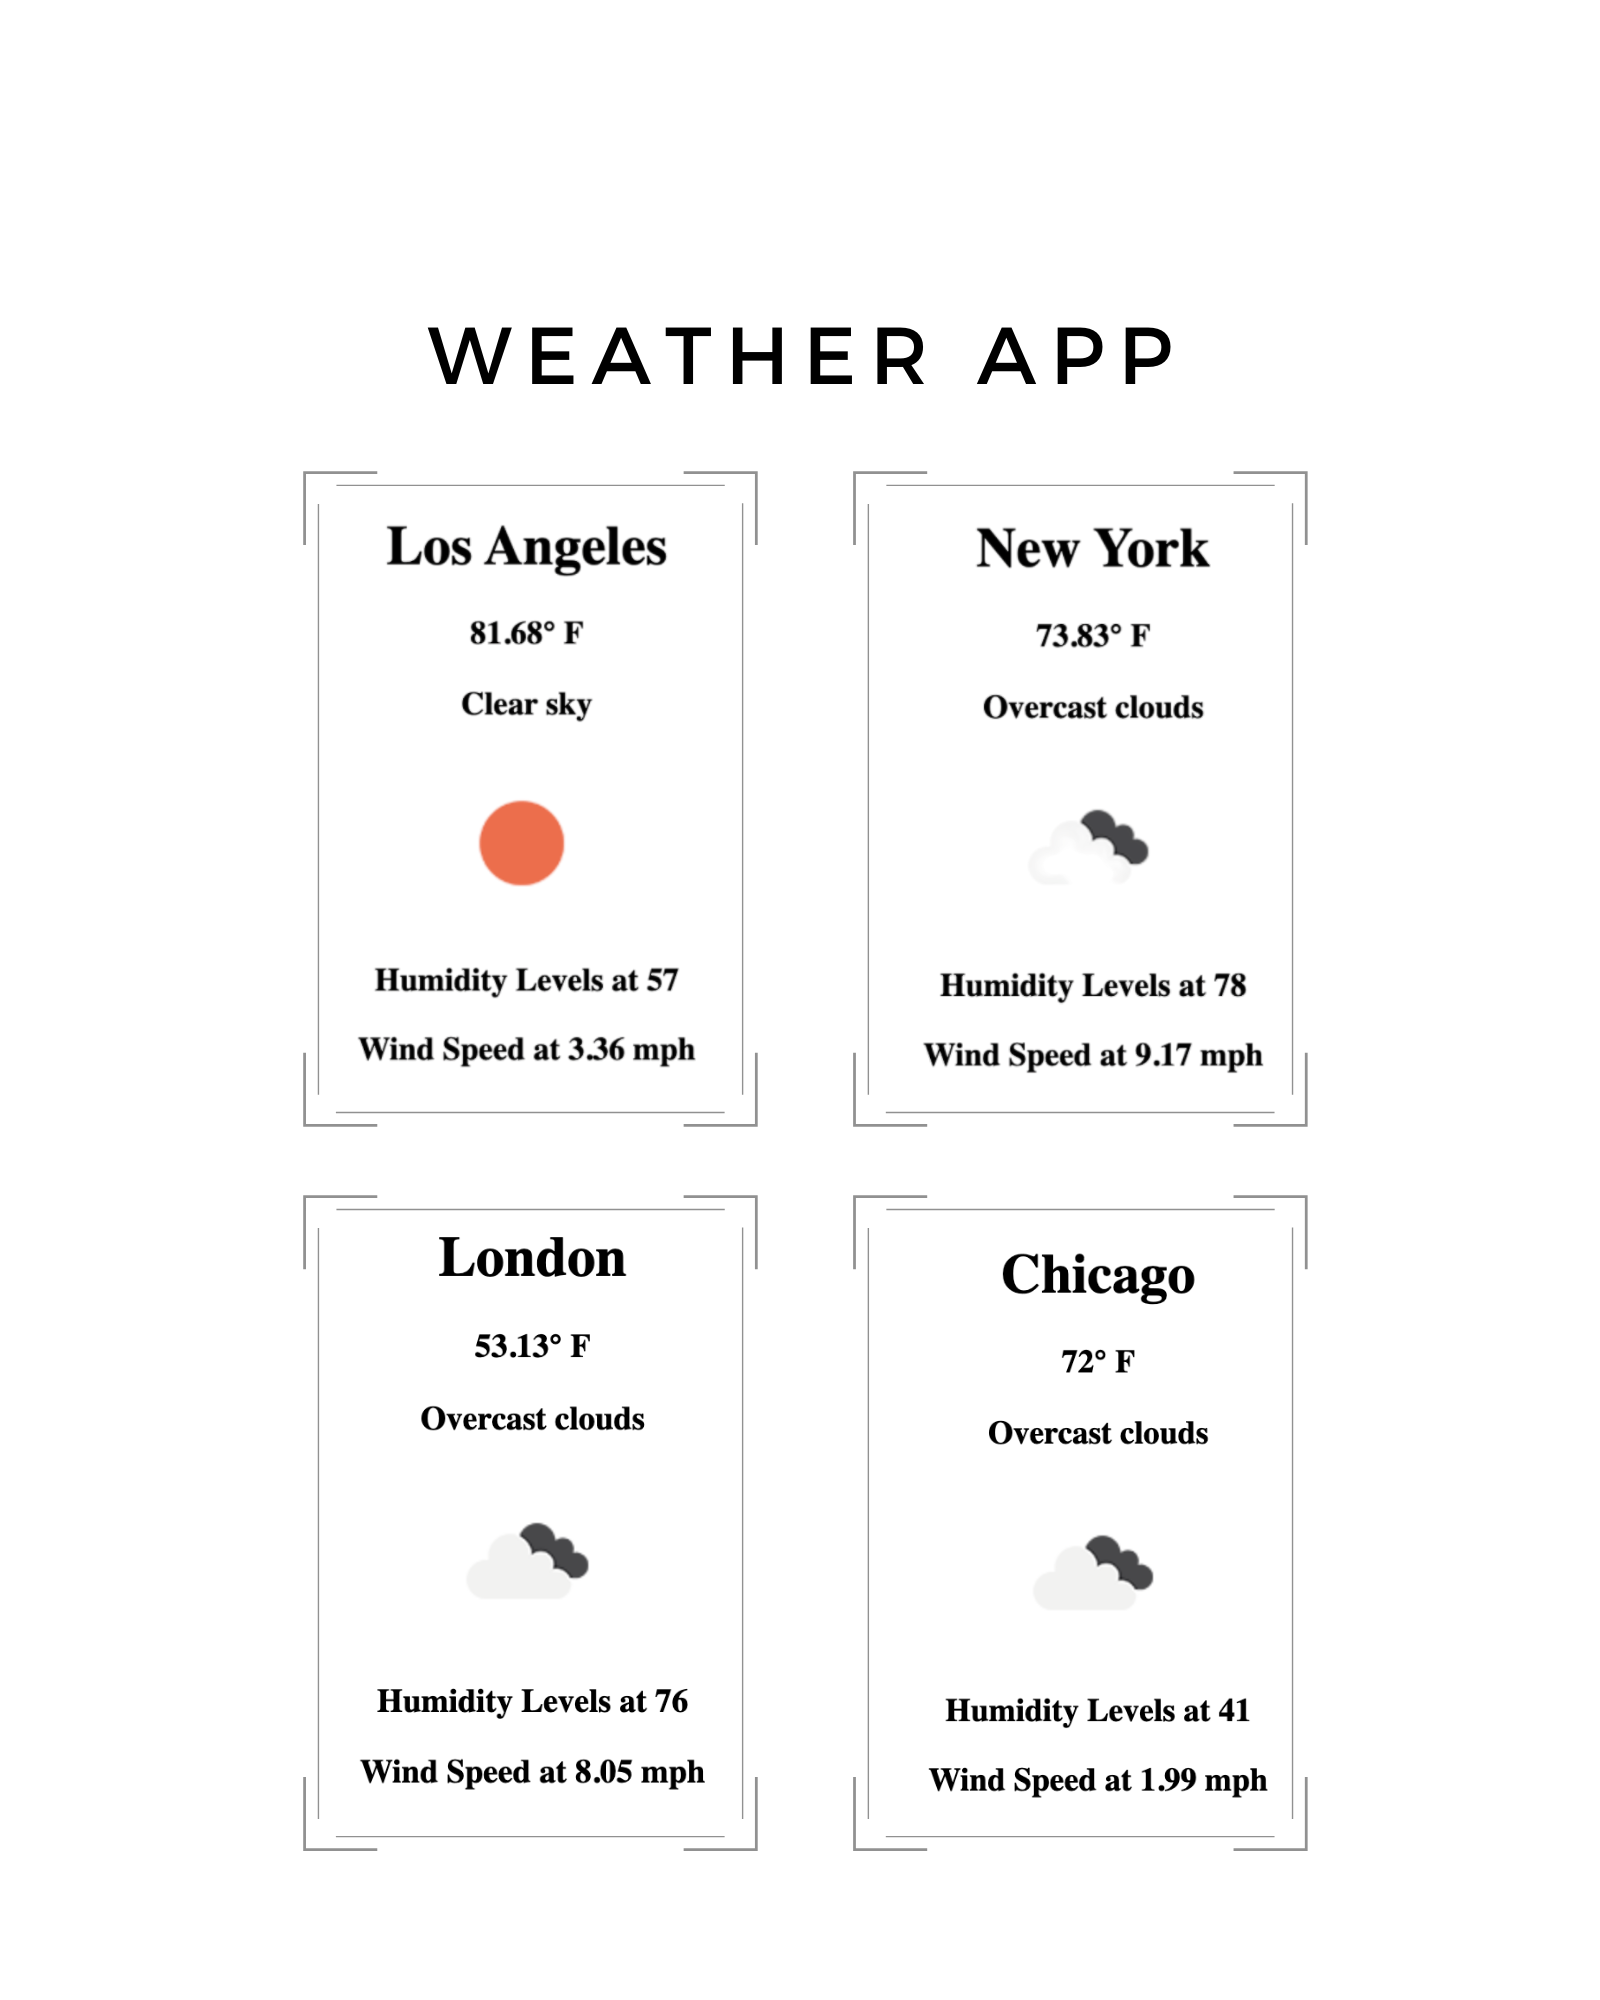 WEATHER APP
Los Angeles
81.68° F
Clear sky
Humidity Levels at 57
Wind Speed at 3.36 mph
New York
73.83° F
Overcast clouds
Humidity Levels at 78
Wind Speed at 9.17 mph
London
53.13° F
Overcast clouds
Humidity Levels at 76
Wind Speed at 8.05 mph
Chicago
72° F
Overcast clouds
Humidity Levels at 41
Wind Speed at 1.99 mph